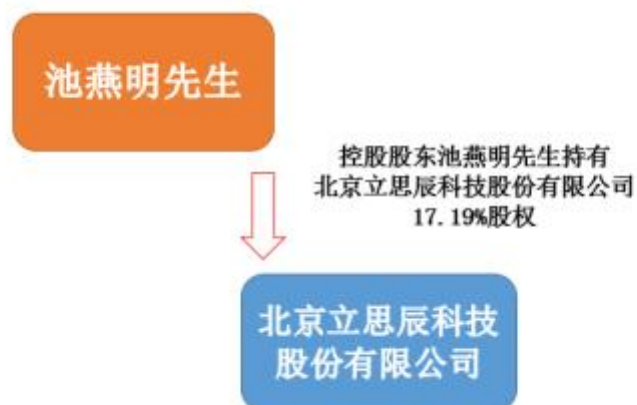 池燕明先生
控股股东池燕明先生持有
北京立思辰科技股份有限公司
17.19%股权
北京立思辰科技
股份有限公司